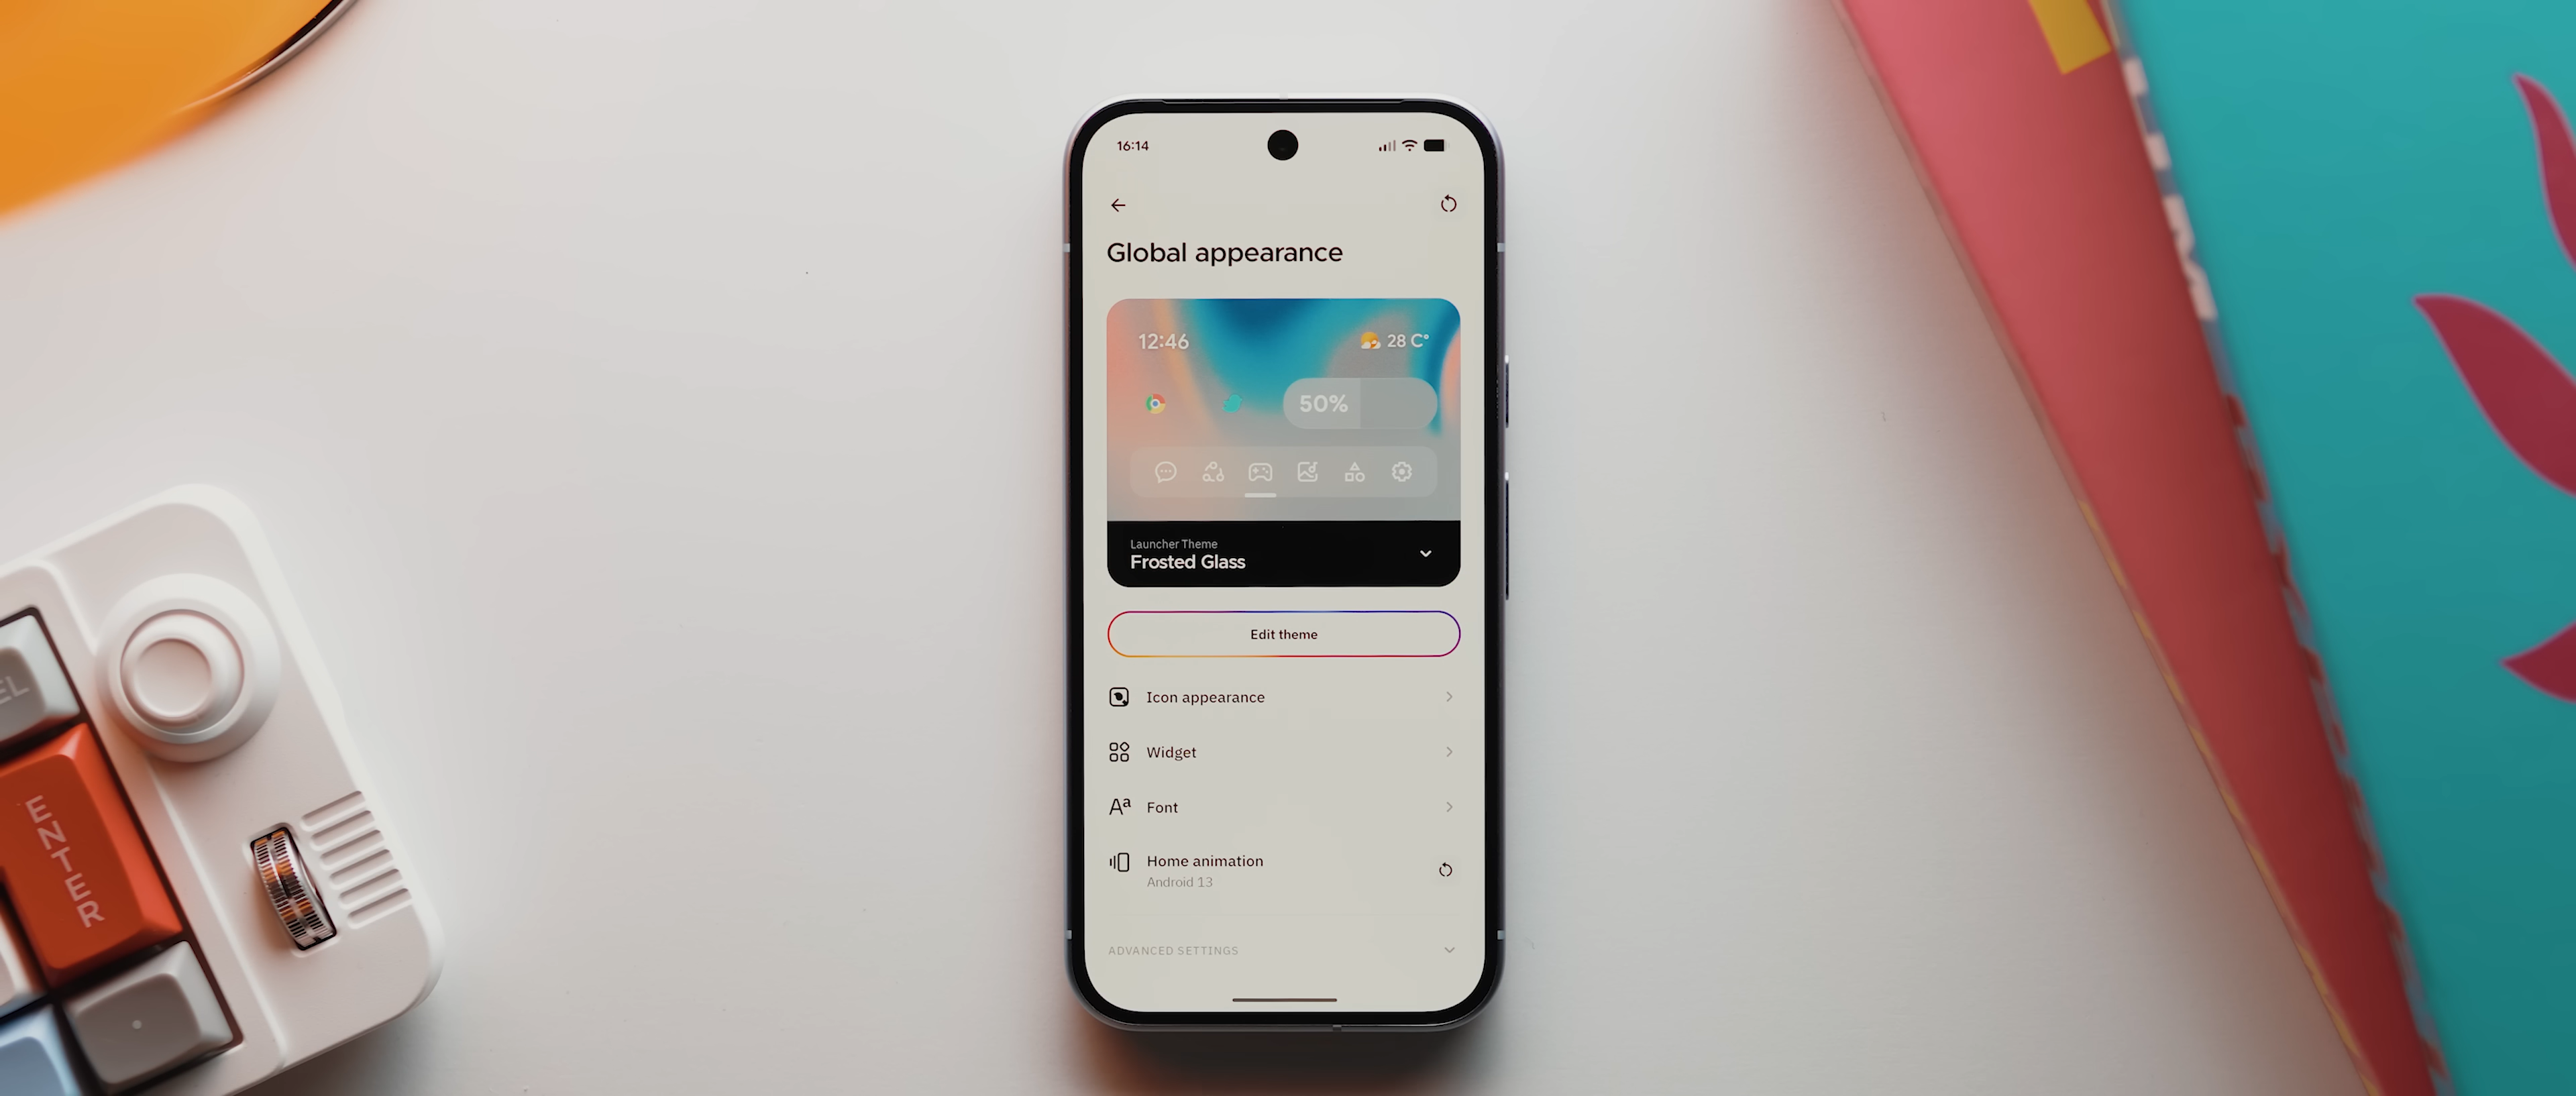 16:14
Global appearance
12:46
28 C°
50%
Launcher Theme
Frosted Glass
Edit theme
Icon appearance
Widget
Aa Font
Home animation
Android 13
ADVANCED SETTINGS
EL
ENTER